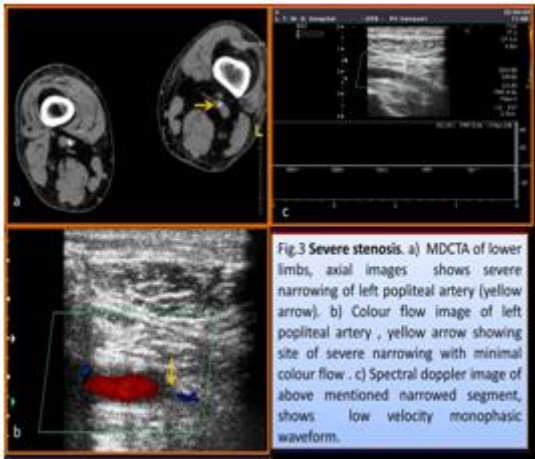 a
L
c
b
Fig.3 Severe stenosis. a) MDCTA of lower
limbs, axial images shows severe
narrowing of left popliteal artery (yellow
arrow). b) Colour flow image of left
popliteal artery , yellow arrow showing
site of severe narrowing with minimal
colour flow . c) Spectral doppler image of
above mentioned narrowed segment,
shows low velocity monophasic
waveform.